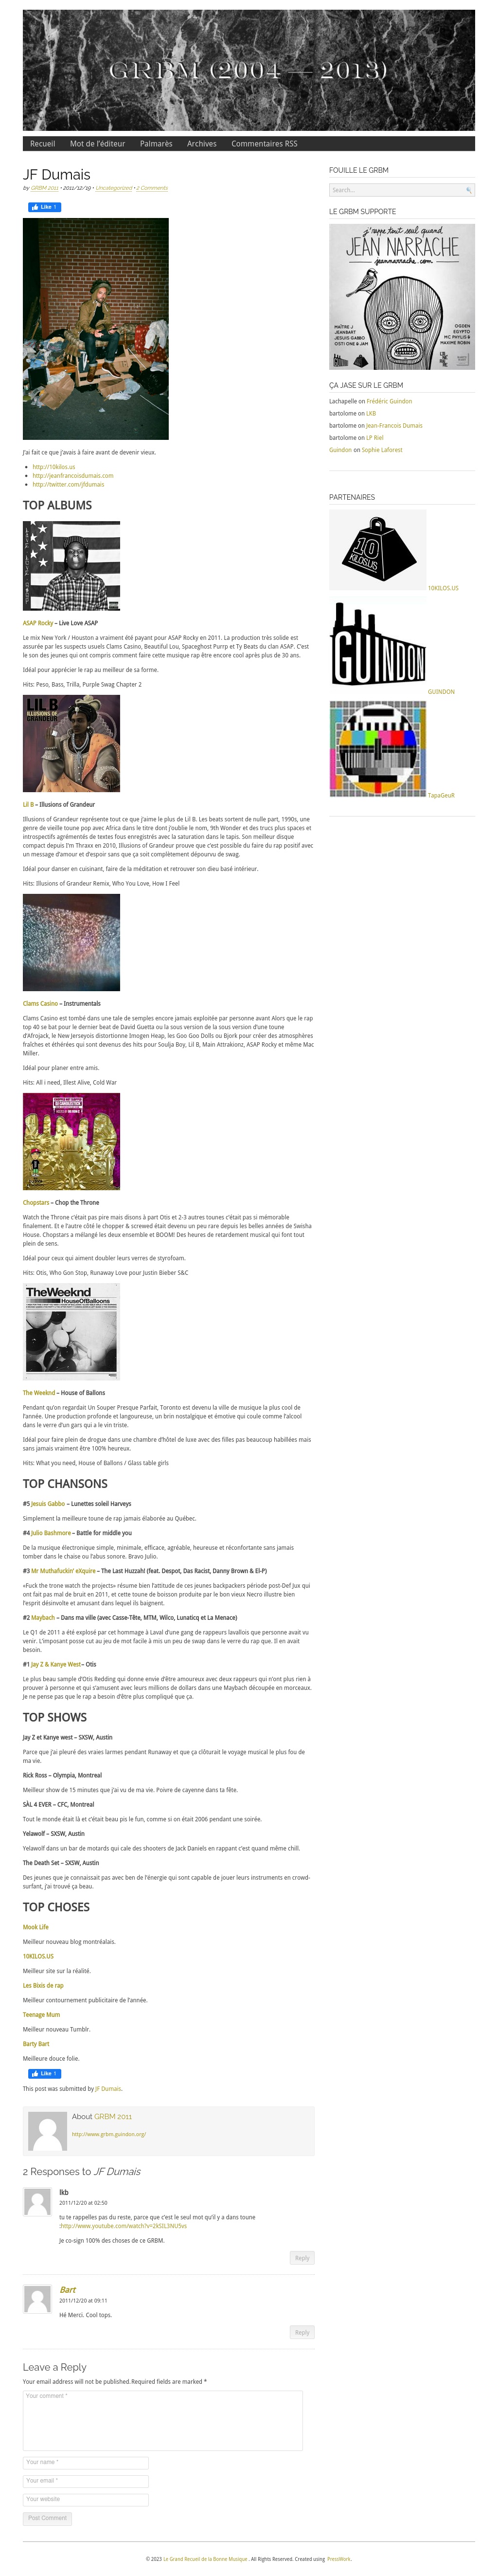 GRBM (2004 — 2013)
Recueil
Mot de l'éditeur
Palmarès
Archives
Commentaires RSS
JF Dumais
by GRBM 2011 • 2011/12/19 • Uncategorized • 2 Comments
Like 1
J'ai fait ce que j'avais à faire avant de devenir vieux.
http://10kilos.us
http://jeanfrancoisdumais.com
http://twitter.com/jfdumais
TOP ALBUMS
ASAP Rocky – Live Love ASAP
Le mix New York / Houston a vraiment été payant pour ASAP Rocky en 2011. La production très solide est
assurée par les suspects usuels Clams Casino, Beautiful Lou, Spaceghost Purrp et Ty Beats du clan ASAP. C'est
le son des jeunes qui ont compris comment faire cette musique rap être encore cool après plus de 30 ans.
Idéal pour apprécier le rap au meilleur de sa forme.
Hits: Peso, Bass, Trilla, Purple Swag Chapter 2
LIL B
ILLUSIONS OF
GRANDEUR
Lil B – Illusions of Grandeur
Illusions of Grandeur représente tout ce que j'aime le plus de Lil B. Les beats sortent de nulle part, 1990s, une
genre de vieille tsune pop avec Africa dans le titre dont j'oublie le nom, 9th Wonder et des trucs plus spaces et
introspectifs agrémentés de textes fous enregistrés avec la saturation dans le tapis. Son meilleur disque
compact depuis I'm Thraxx en 2010, Illusions of Grandeur prouve que c'est possible du faire du rap positif avec
un message d'amour et d'espoir sans que ça soit complètement dépourvu de swag.
Idéal pour danser en cuisinant, faire de la méditation et retrouver son dieu basé intérieur.
Hits: Illusions of Grandeur Remix, Who You Love, How I Feel
Clams Casino – Instrumentals
Clams Casino est tombé dans une tale de semples encore jamais exploitée par personne avant Alors que le rap
top 40 se bat pour le dernier beat de David Guetta ou la sous version de la sous version d'une toune
d'Afrojack, le New Jerseyois distortionne Imogen Heap, les Goo Goo Dolls ou Bjork pour créer des atmosphères
fraîches et éthérées qui sont devenus des hits pour Soulja Boy, Lil B, Main Attrakionz, ASAP Rocky et même Mac
Miller.
Idéal pour planer entre amis.
Hits: All i need, Illest Alive, Cold War
Chopstars – Chop the Throne
Watch the Throne c'était pas pire mais disons à part Otis et 2-3 autres tounes c'était pas si mémorable
finalement. Et e l'autre côté le chopper & screwed était devenu un peu rare depuis les belles années de Swisha
House. Chopstars a mélangé les deux ensemble et BOOM! Des heures de retardement musical qui font tout
plein de sens.
Idéal pour ceux qui aiment doubler leurs verres de styrofoam.
Hits: Otis, Who Gon Stop, Runaway Love pour Justin Bieber S&C
TheWeeknd
HouseOfBalloons
The Weeknd – House of Ballons
Pendant qu'on regardait Un Souper Presque Parfait, Toronto est devenu la ville de musique la plus cool de
l'année. Une production profonde et langoureuse, un brin nostalgique et émotive qui coule comme l'alcool
dans le verre d'un gars qui a le vin triste.
Idéal pour faire plein de drogue dans une chambre d'hôtel de luxe avec des filles pas beaucoup habillées mais
sans jamais vraiment être 100% heureux.
Hits: What you need, House of Ballons / Glass table girls
TOP CHANSONS
#5 Jesuis Gabbo – Lunettes soleil Harveys
Simplement la meilleure toune de rap jamais élaborée au Québec.
#4 Julio Bashmore – Battle for middle you
De la musique électronique simple, minimale, efficace, agréable, heureuse et réconfortante sans jamais
tomber dans le chaise ou l'abus sonore. Bravo Julio.
#3 Mr Muthafuckin' eXquire – The Last Huzzah! (feat. Despot, Das Racist, Danny Brown & El-P)
«Fuck the trone watch the projects» résume bien l'attitude de ces jeunes backpackers période post-Def Jux qui
ont fait pas mal de bruit en 2011, et cette toune de boisson produite par le bon vieux Necro illustre bien
l'esprit désinvolte et amusant dans lequel ils baignent.
#2 Maybach – Dans ma ville (avec Casse-Tête, MTM, Wilco, Lunaticq et La Menace)
Le Q1 de 2011 a été explosé par cet hommage à Laval d'une gang de rappeurs lavallois que personne avait vu
venir. L'imposant posse cut au jeu de mot facile à mis un peu de swap dans le verre du rap que. Il en avait
besoin.
#1 Jay Z & Kanye West– Otis
Le plus beau sample d'Otis Redding qui donne envie d'être amoureux avec deux rappeurs qui n'ont plus rien à
prouver à personne et qui s'amusent avec leurs millions de dollars dans une Maybach découpée en morceaux.
Je ne pense pas que le rap a besoin d'être plus compliqué que ça.
TOP SHOWS
Jay Z et Kanye west – SXSW, Austin
Parce que j'ai pleuré des vraies larmes pendant Runaway et que ça clôturait le voyage musical le plus fou de
ma vie.
Rick Ross – Olympia, Montreal
Meilleur show de 15 minutes que j'ai vu de ma vie. Poivre de cayenne dans ta fête.
SÀL 4 EVER – CFC, Montreal
Tout le monde était là et c'était beau pis le fun, comme si on était 2006 pendant une soirée.
Yelawolf – SXSW, Austin
Yelawolf dans un bar de motards qui cale des shooters de Jack Daniels en rappant c'est quand même chill.
The Death Set – SXSW, Austin
Des jeunes que je connaissait pas avec ben de l'énergie qui sont capable de jouer leurs instruments en crowd-
surfant, j'ai trouvé ça beau.
TOP CHOSES
Mook Life
Meilleur nouveau blog montréalais.
10KILOS.US
Meilleur site sur la réalité.
Les Bixis de rap
Meilleur contournement publicitaire de l'année.
Teenage Mum
Meilleur nouveau Tumblr.
Barty Bart
Meilleure douce folie.
Like 1
This post was submitted by JF Dumais.
About GRBM 2011
http://www.grbm.guindon.org/
2 Responses to JF Dumais
lkb
2011/12/20 at 02:50
tu te rappelles pas du reste, parce que c'est le seul mot qu'il y a dans toune
:http://www.youtube.com/watch?v=2kSIL3NU5vs
Je co-sign 100% des choses de ce GRBM.
Reply
Bart
2011/12/20 at 09:11
Hé Merci. Cool tops.
Reply
Leave a Reply
Your email address will not be published. Required fields are marked *
Your comment *
Your name *
Your email *
Your website
Post Comment
FOUILLE LE GRBM
Search...
LE GRBM SUPPORTE
j'rappe tout seul quand
JEAN NARRACHE
jeannarrache.com
MAÎTRE J
JEANBART
JESUIS GABBO
OSTI ONE & JAM
OGDEN
EGYPTO
MC PHYLIS &
MAXIME ROBIN
ÇA JASE SUR LE GRBM
Lachapelle on Frédéric Guindon
bartolome on LKB
bartolome on Jean-Francois Dumais
bartolome on LP Riel
Guindon on Sophie Laforest
PARTENAIRES
10
KILOS.US
10KILOS.US
GUINDON
GUINDON
TapaGeuR
© 2023 Le Grand Recueil de la Bonne Musique . All Rights Reserved. Created using PressWork.